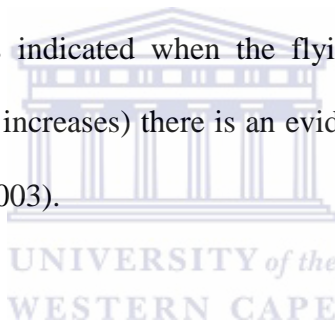 indicated when the flyi
increases) there is an evid
003).
UNIVERSITY of the
WESTERN CAPE